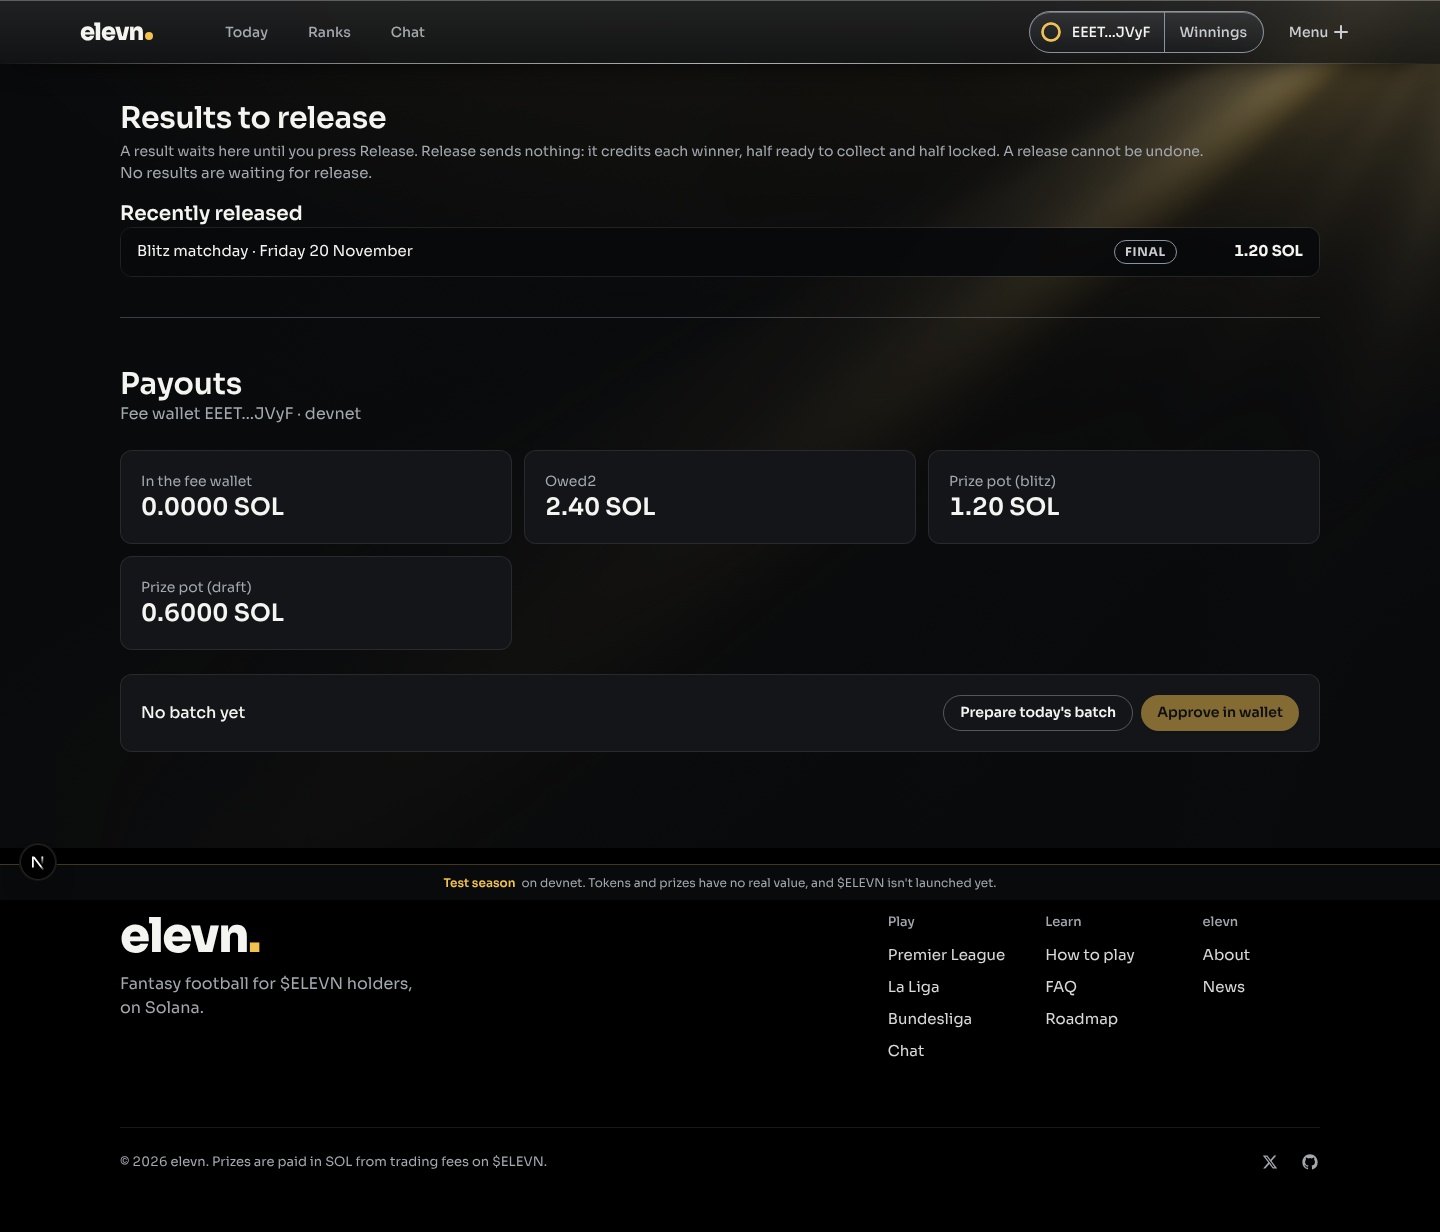 elevn.
Today
Ranks
Chat
EEET...JVyF
Winnings
Menu
Results to release
A result waits here until you press Release. Release sends nothing: it credits each winner, half ready to collect and half locked. A release cannot be undone.
No results are waiting for release.
Recently released
Blitz matchday · Friday 20 November
FINAL
1.20 SOL
Payouts
Fee wallet EEET...JVyF · devnet
In the fee wallet
0.0000 SOL
Owed2
2.40 SOL
Prize pot (blitz)
1.20 SOL
Prize pot (draft)
0.6000 SOL
No batch yet
Prepare today's batch
Approve in wallet
N
Test season on devnet. Tokens and prizes have no real value, and $ELEVN isn't launched yet.
elevn.
Fantasy football for $ELEVN holders,
on Solana.
Play
Premier League
La Liga
Bundesliga
Chat
Learn
How to play
FAQ
Roadmap
elevn
About
News
© 2026 elevn. Prizes are paid in SOL from trading fees on $ELEVN.